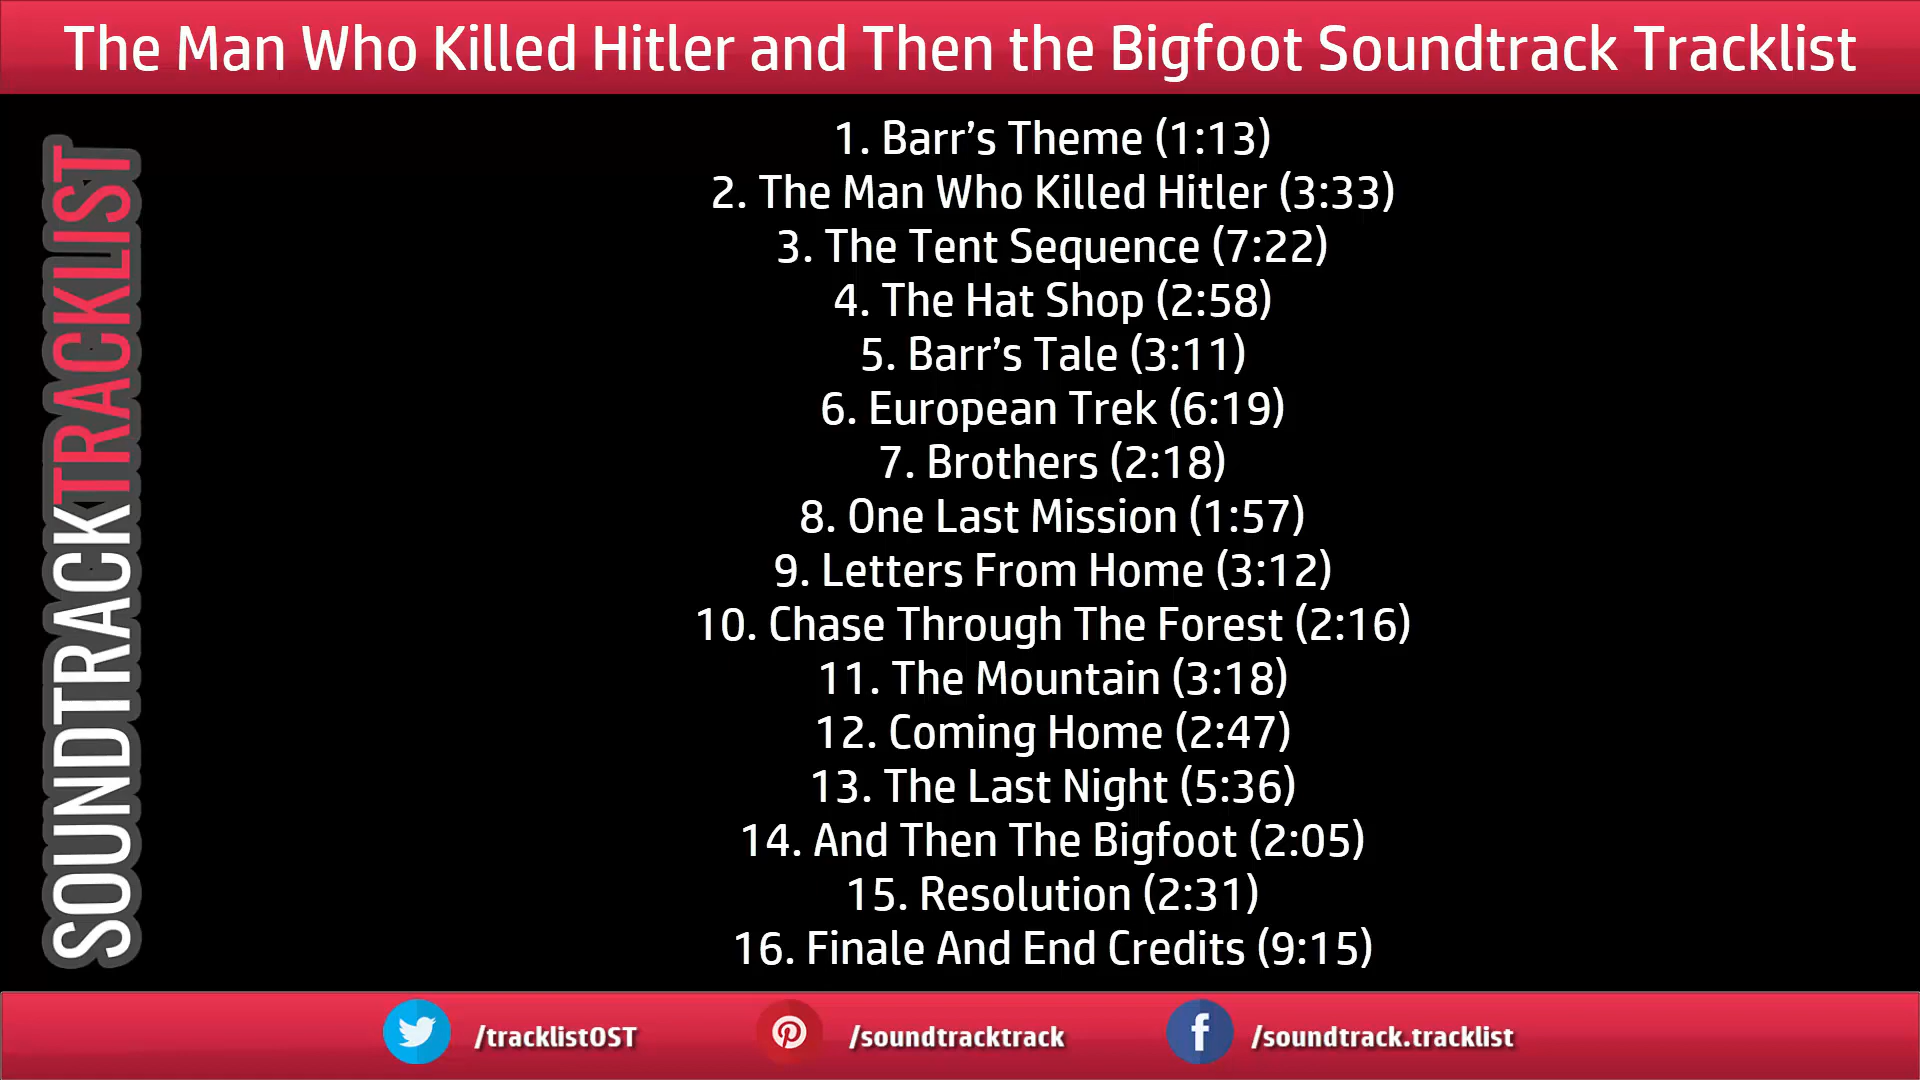 The Man Who Killed Hitler and Then the Bigfoot Soundtrack Tracklist
SOUNDTRACKTRACKLIST
1. Barr’s Theme (1:13)
2. The Man Who Killed Hitler (3:33)
3. The Tent Sequence (7:22)
4. The Hat Shop (2:58)
5. Barr’s Tale (3:11)
6. European Trek (6:19)
7. Brothers (2:18)
8. One Last Mission (1:57)
9. Letters From Home (3:12)
10. Chase Through The Forest (2:16)
11. The Mountain (3:18)
12. Coming Home (2:47)
13. The Last Night (5:36)
14. And Then The Bigfoot (2:05)
15. Resolution (2:31)
16. Finale And End Credits (9:15)
/tracklistOST /soundtracktrack /soundtrack.tracklist